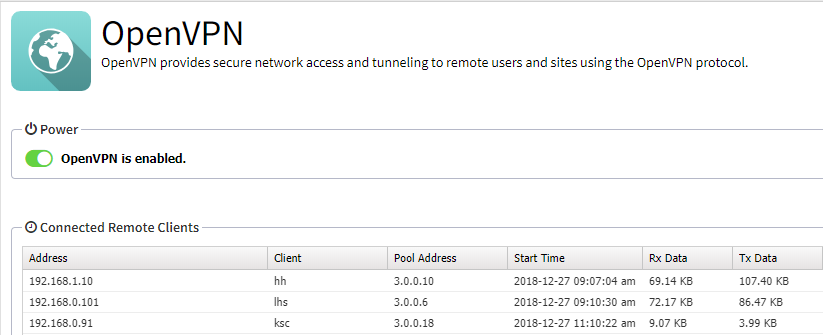 OpenVPN
OpenVPN provides secure network access and tunneling to remote users and sites using the OpenVPN protocol.
Power
OpenVPN is enabled.
Connected Remote Clients
Address Client Pool Address Start Time Rx Data Tx Data
192.168.1.10 hh 3.0.0.10 2018-12-27 09:07:04 am 69.14 KB 107.40 KB
192.168.0.101 lhs 3.0.0.6 2018-12-27 09:10:30 am 72.17 KB 86.47 KB
192.168.0.91 ksc 3.0.0.18 2018-12-27 11:10:22 am 9.07 KB 3.99 KB